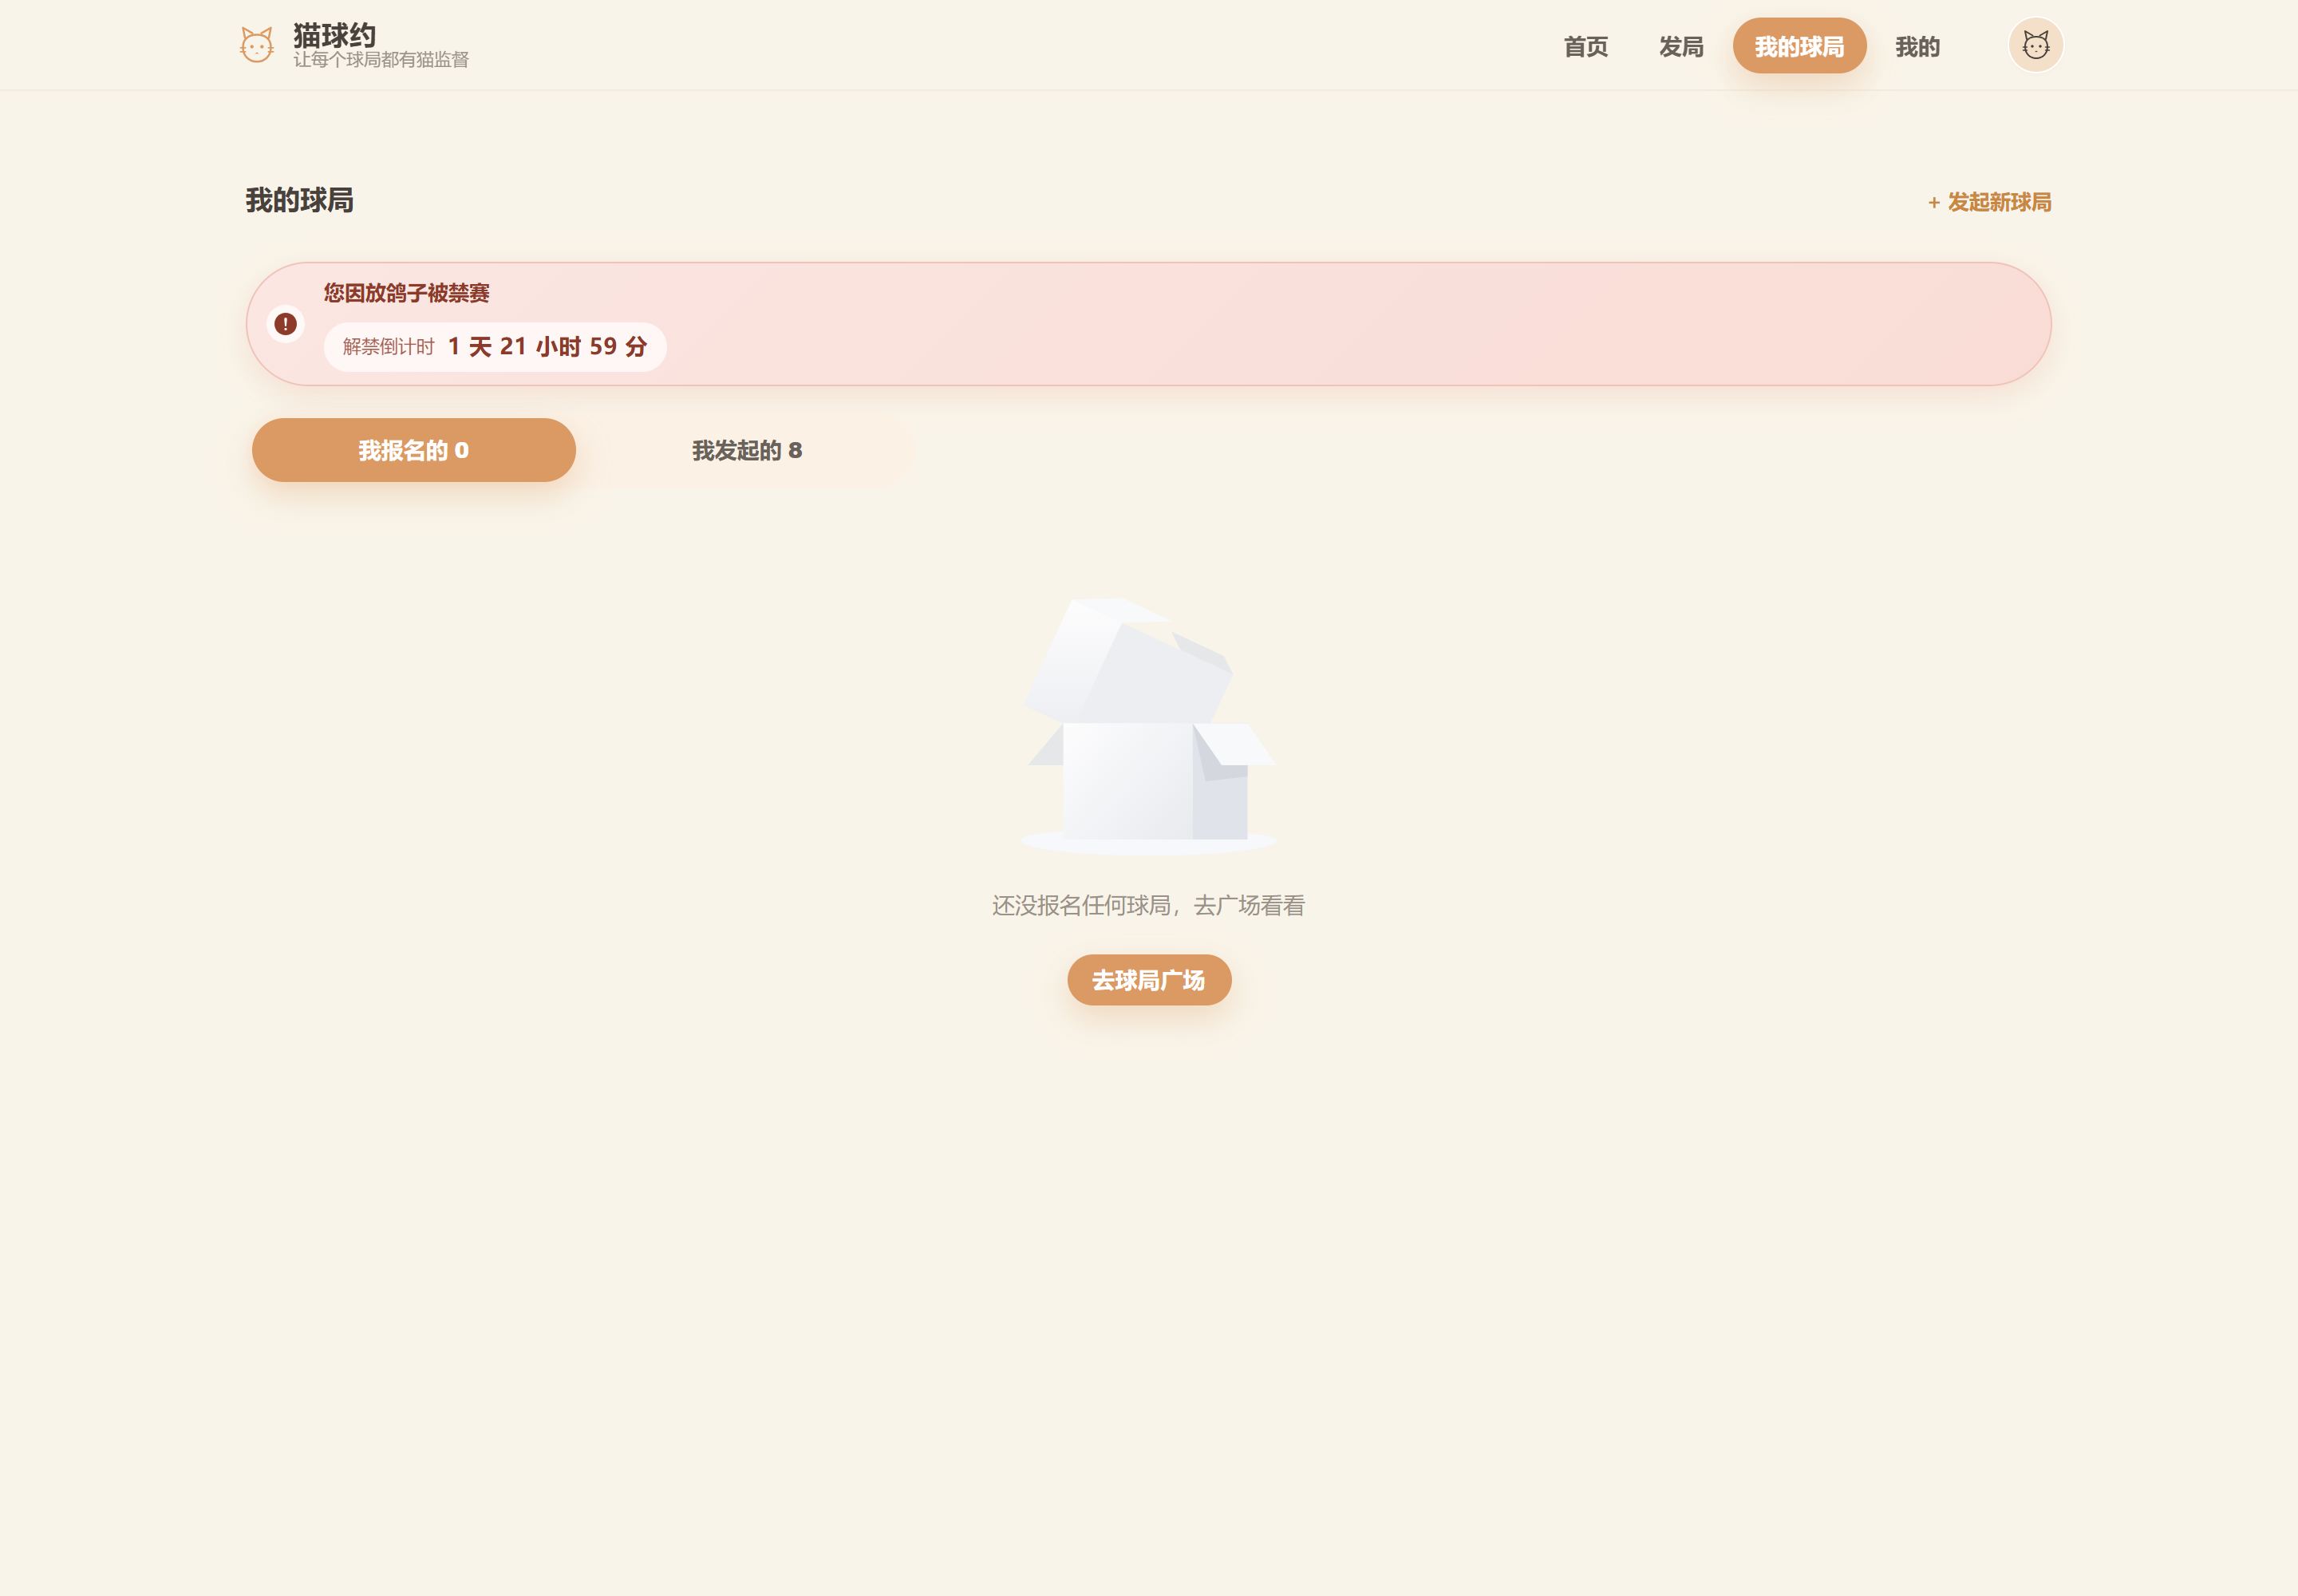 猫球约
让每个球局都有猫监督
首页 发局 我的球局 我的
我的球局
+ 发起新球局
您因放鸽子被禁赛
解禁倒计时 1 天 21 小时 59 分
我报名的 0 我发起的 8
还没报名任何球局，去广场看看
去球局广场